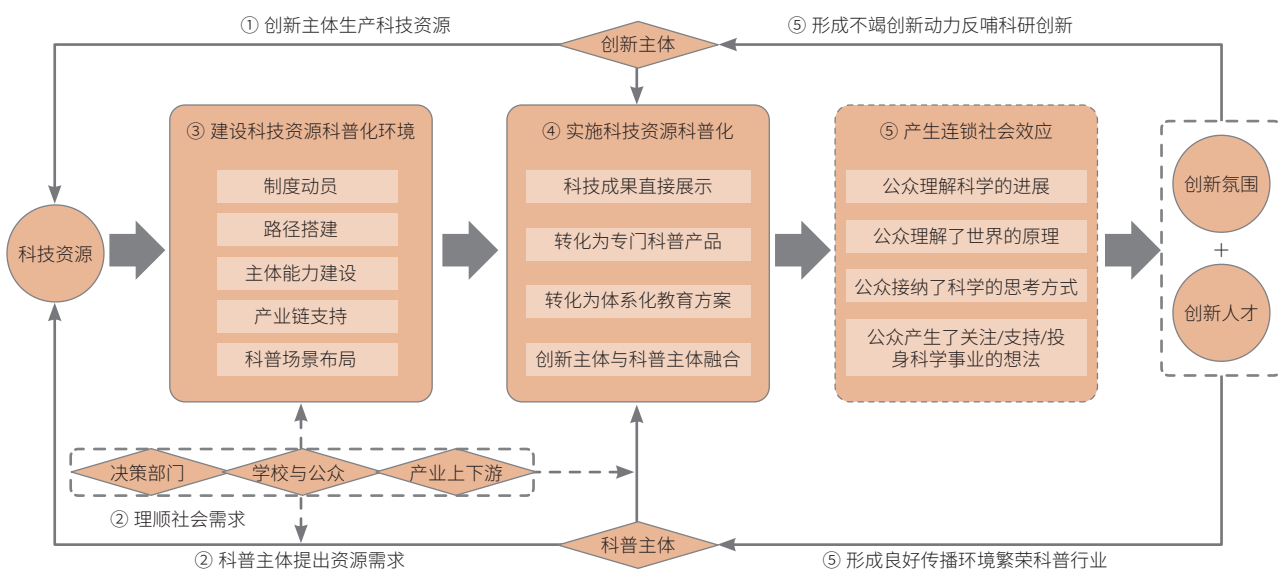 ① 创新主体生产科技资源
⑤ 形成不竭创新动力反哺科研创新
创新主体
③ 建设科技资源科普化环境
制度动员
路径搭建
主体能力建设
产业链支持
科普场景布局
④ 实施科技资源科普化
科技成果直接展示
转化为专门科普产品
转化为体系化教育方案
创新主体与科普主体融合
⑤ 产生连锁社会效应
公众理解科学的进展
公众理解了世界的原理
公众接纳了科学的思考方式
公众产生了关注/支持/投
身科学事业的想法
创新氛围
+
创新人才
科技资源
决策部门
学校与公众
产业上下游
② 理顺社会需求
科普主体
② 科普主体提出资源需求
⑤ 形成良好传播环境繁荣科普行业